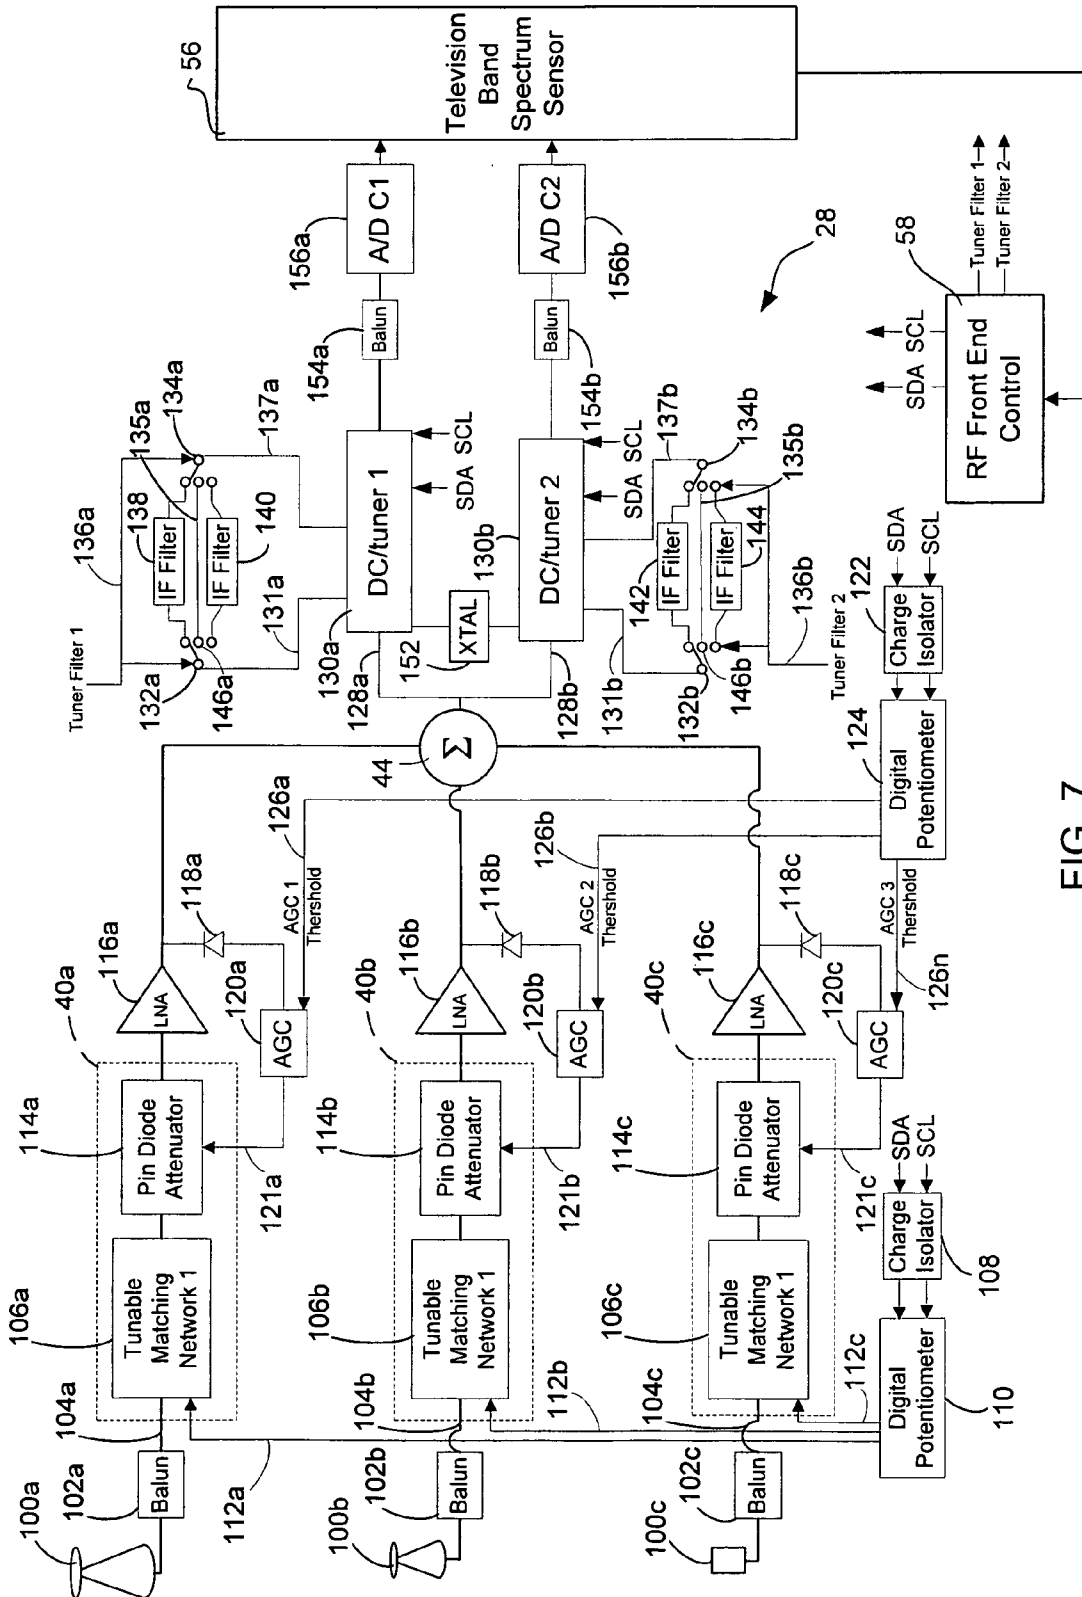 100a
102a
Balun
104a
106a
Tunable
Matching
Network 1
112a
114a
Pin Diode
Attenuator
121a
40a
116a
LNA
118a
120a
AGC
AGC 1
Thershold
126a
100b
102b
Balun
104b
106b
Tunable
Matching
Network 1
112b
114b
Pin Diode
Attenuator
121b
40b
116b
LNA
118b
120b
AGC
AGC 2
Thershold
126b
100c
102c
Balun
104c
106c
Tunable
Matching
Network 1
112c
114c
Pin Diode
Attenuator
121c
40c
116c
LNA
118c
120c
AGC
AGC 3
Thershold
126n
Digital
Potentiometer
110
Charge
Isolator
108
SDA
SCL
Digital
Potentiometer
124
Charge
Isolator
122
SDA
SCL
44
Σ
128a
128b
152
XTAL
130a
DC/tuner 1
SDA
SCL
130b
DC/tuner 2
SDA
SCL
Tuner Filter 1
136a
132a
146a
131a
138
IF Filter
140
IF Filter
135a
134a
137a
Tuner Filter 2
136b
132b
146b
131b
142
IF Filter
144
IF Filter
135b
134b
137b
154a
Balun
154b
Balun
156a
A/D C1
156b
A/D C2
56
Television
Band
Spectrum
Sensor
28
58
RF Front End
Control
SDA
SCL
Tuner Filter 1
Tuner Filter 2
FIG. 7